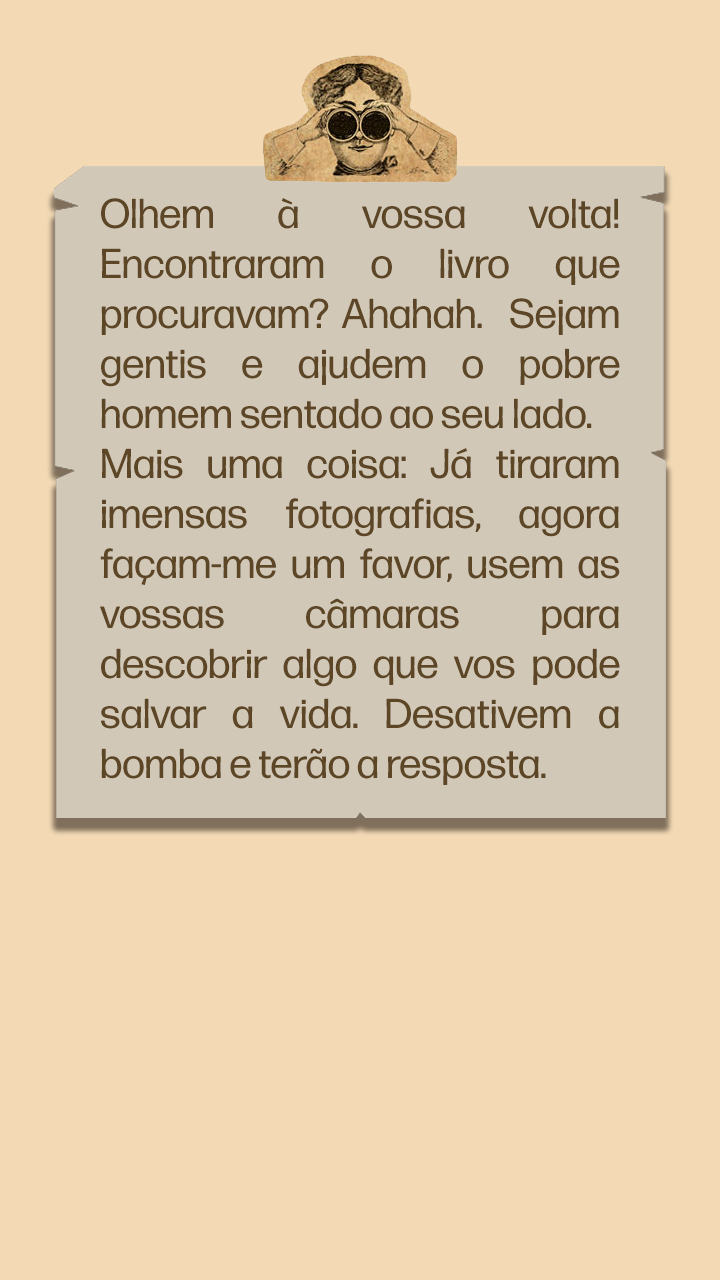 Olhem à vossa volta!
Encontraram o livro que
procuravam? Ahahah. Sejam
gentis e ajudem o pobre
homem sentado ao seu lado.
Mais uma coisa: Já tiraram
imensas fotografias, agora
façam-me um favor, usem as
vossas câmaras para
descobrir algo que vos pode
salvar a vida. Desativem a
bomba e terão a resposta.